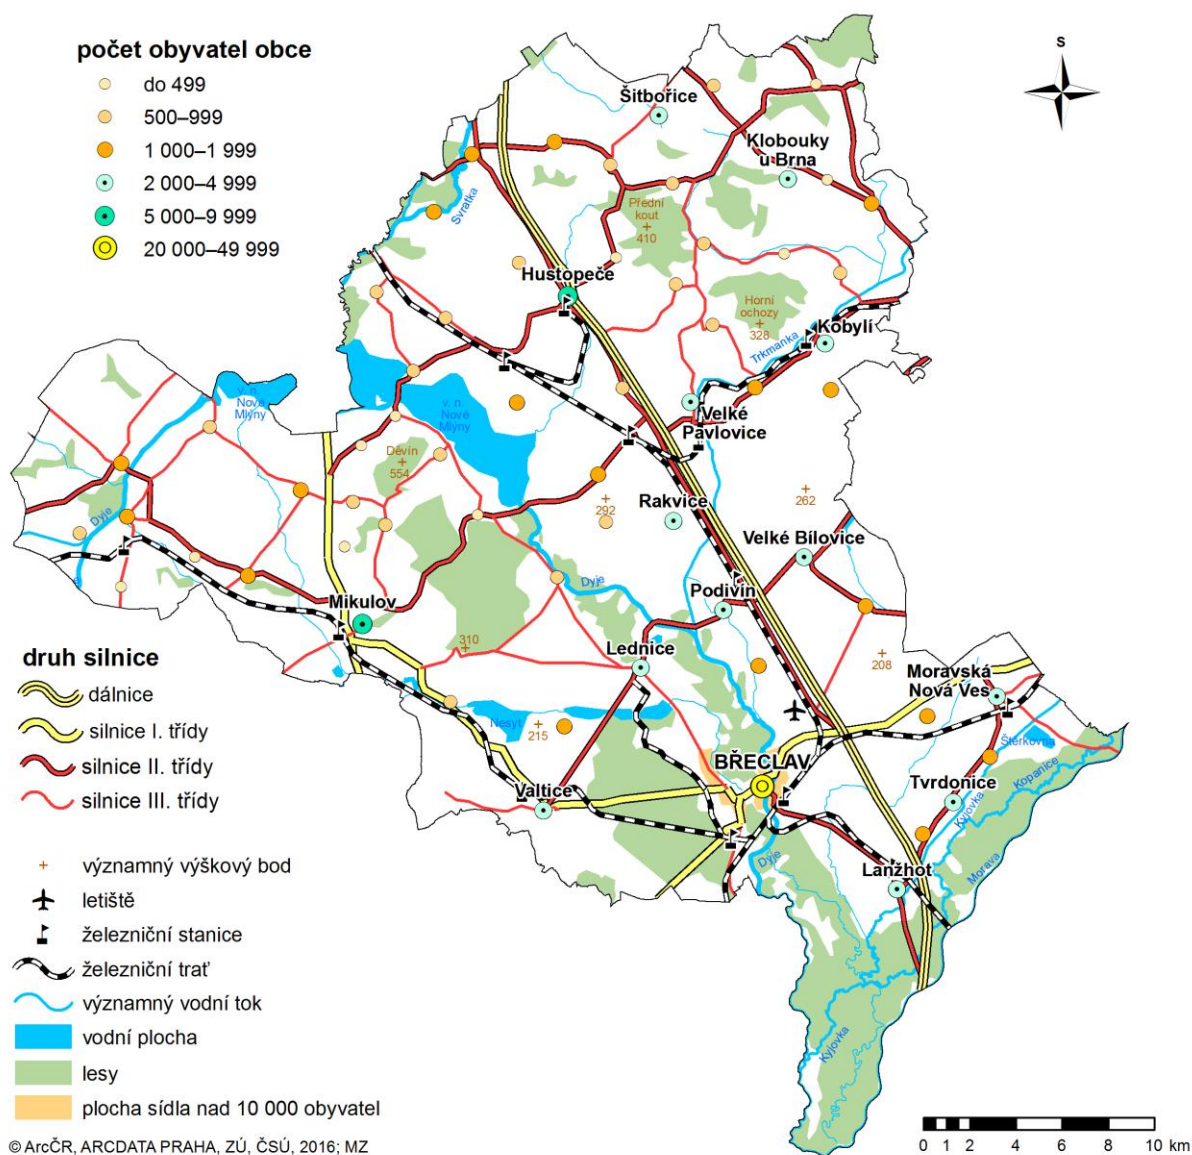 počet obyvatel obce
do 499
500–999
1 000–1 999
2 000–4 999
5 000–9 999
20 000–49 999
S
Šitbořice
Klobouky
u Brna
Svratka
Přední
kout
410
Hustopeče
Horní
ochozy
328
Trkmanka
Kobylí
v. n.
Nové
Mlýny
v. n.
Nové
Mlýny
Velké
Pavlovice
Děvín
554
292
262
Dyje
Rakvice
Velké Bílovice
Dyje
Podivín
Mikulov
310
Lednice
208
Moravská
Nová Ves
Nesyt
215
Štěrkovna
Kopanice
BŘECLAV
Valtice
Tvrdonice
Kyjovka
Morava
Dyje
Lanžhot
Kyjovka
druh silnice
dálnice
silnice I. třídy
silnice II. třídy
silnice III. třídy
významný výškový bod
letiště
železniční stanice
železniční trať
významný vodní tok
vodní plocha
lesy
plocha sídla nad 10 000 obyvatel
© ArcČR, ARCDATA PRAHA, ZÚ, ČSÚ, 2016; MZ
0 1 2 4 6 8 10 km